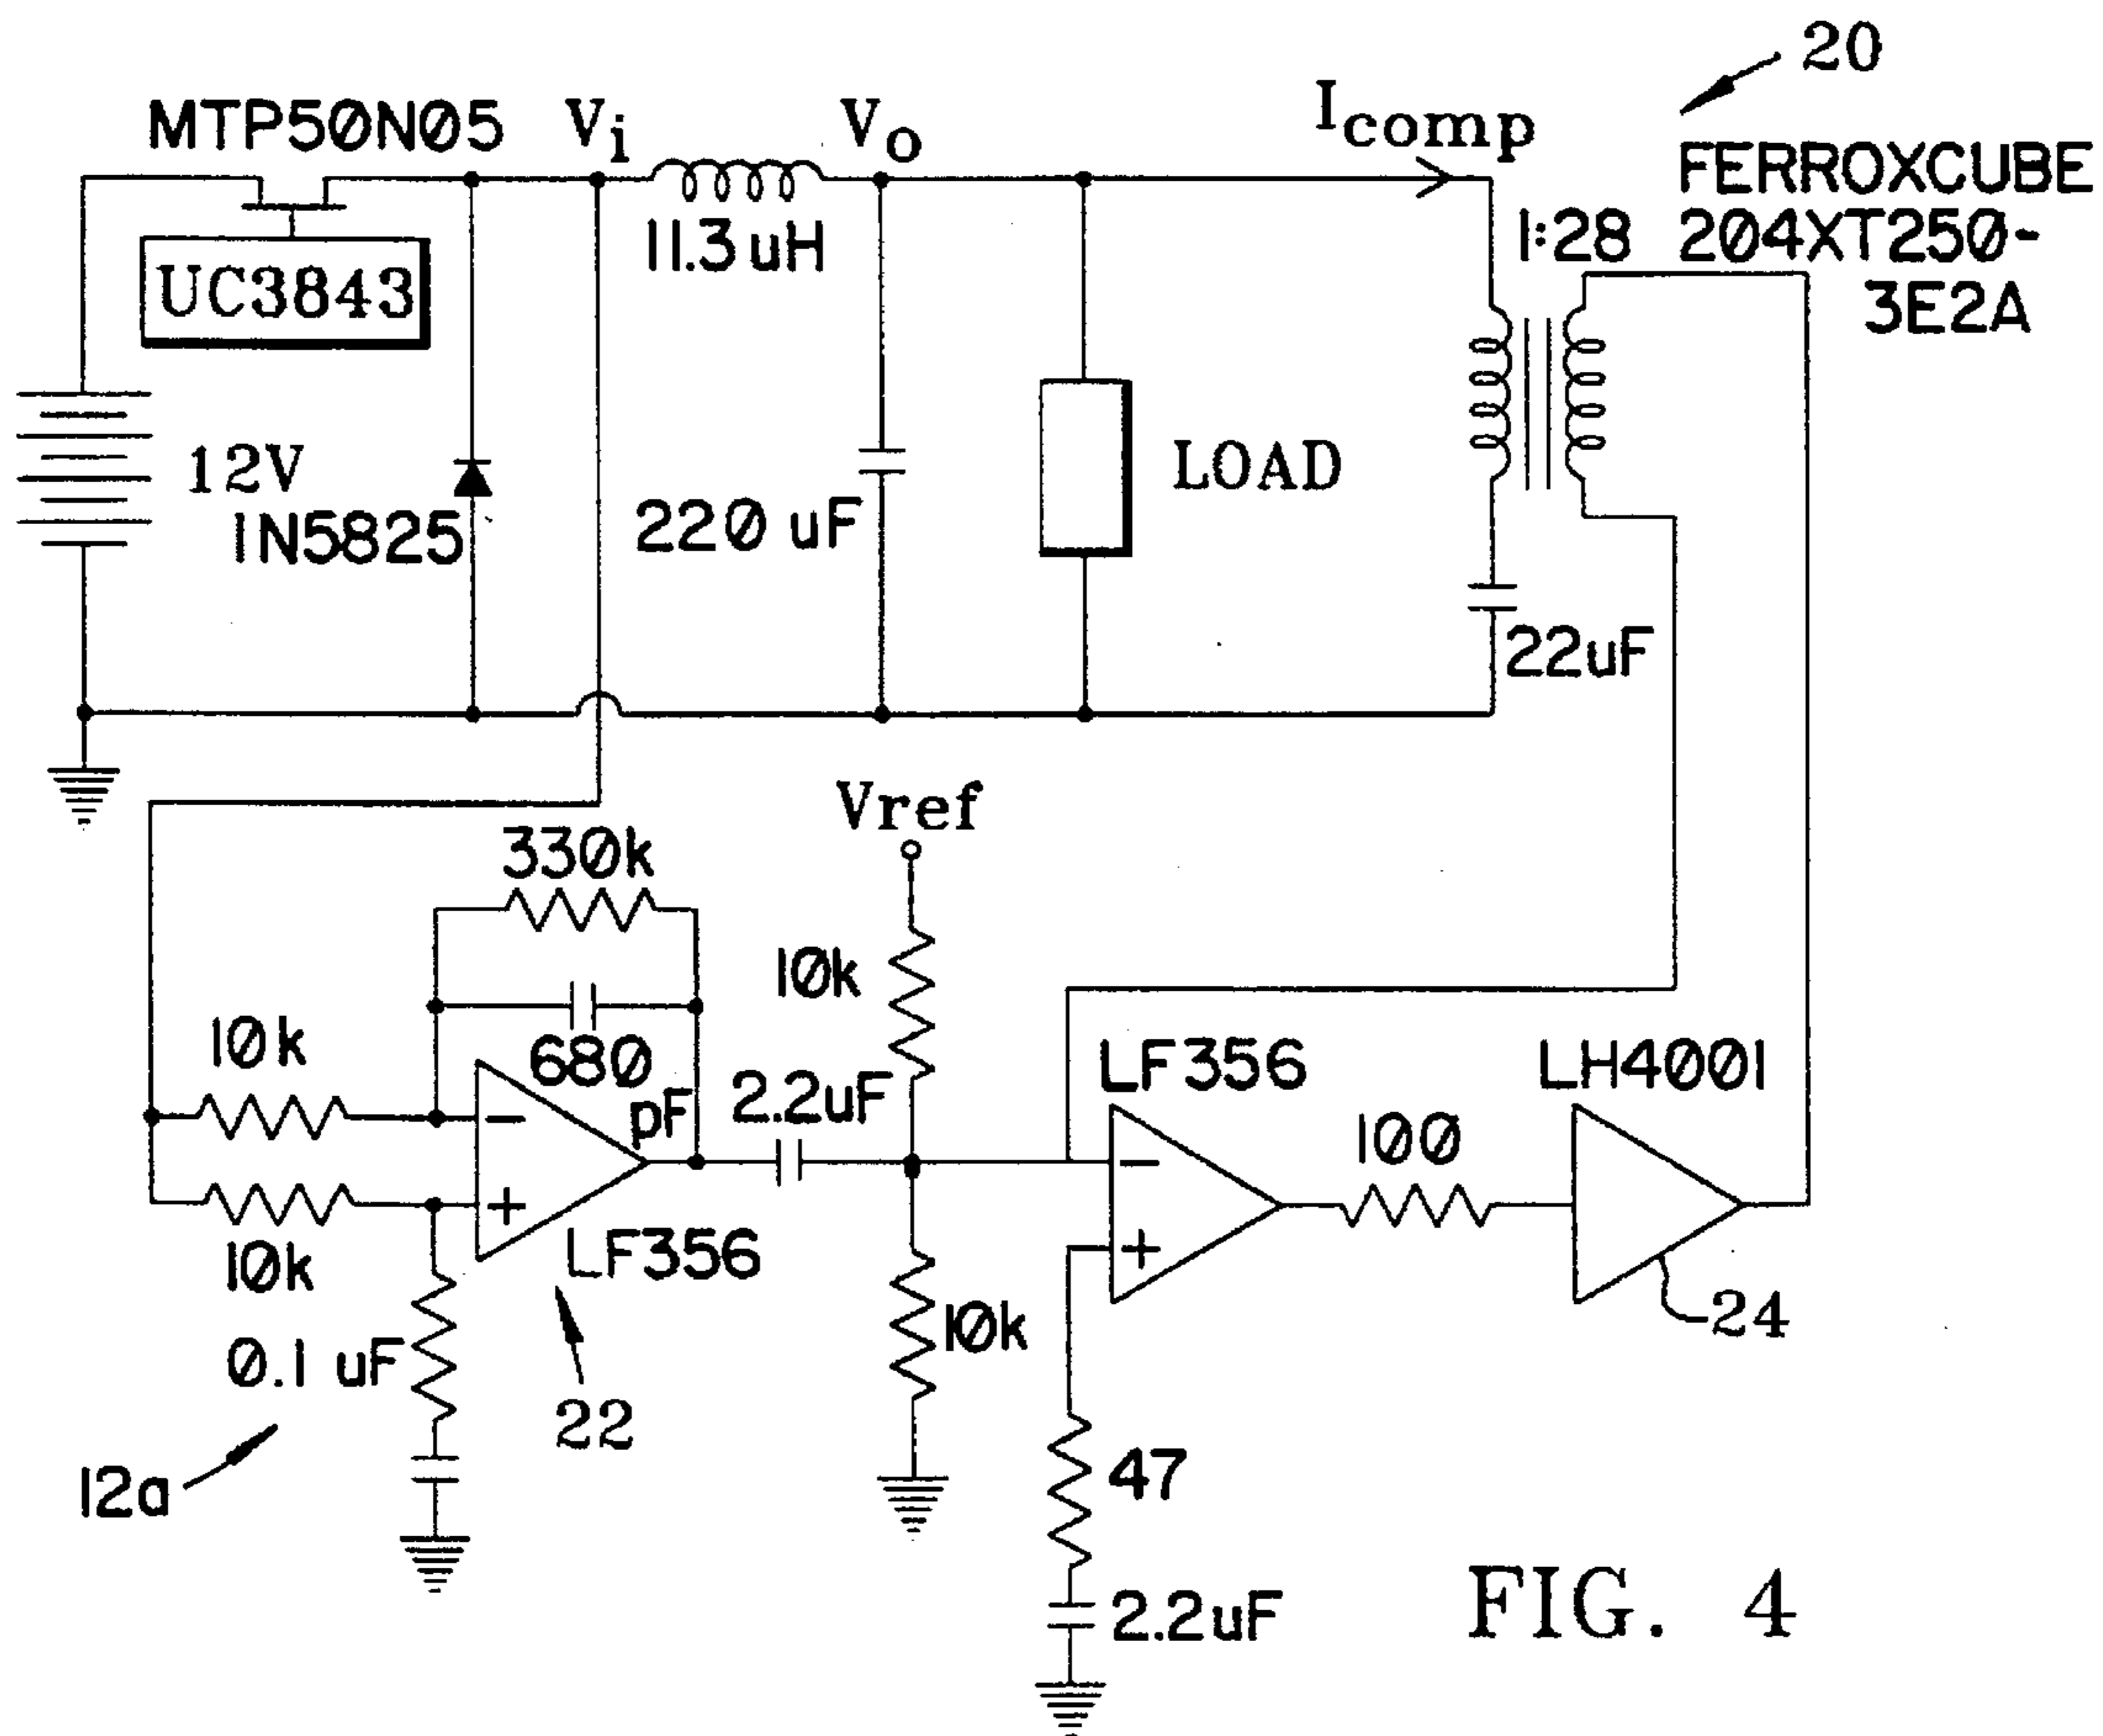 20
MTP50N05
Vi
Vo
Icomp
FERROXCUBE
204XT250-
3E2A
1:28
UC3843
11.3 uH
12V
1N5825
220 uF
LOAD
22uF
Vref
330k
10k
10k
680
pF
2.2uF
LF356
LH4001
100
-
+
-
+
10k
LF356
0.1 uF
10k
24
22
12a
47
2.2uF
FIG. 4